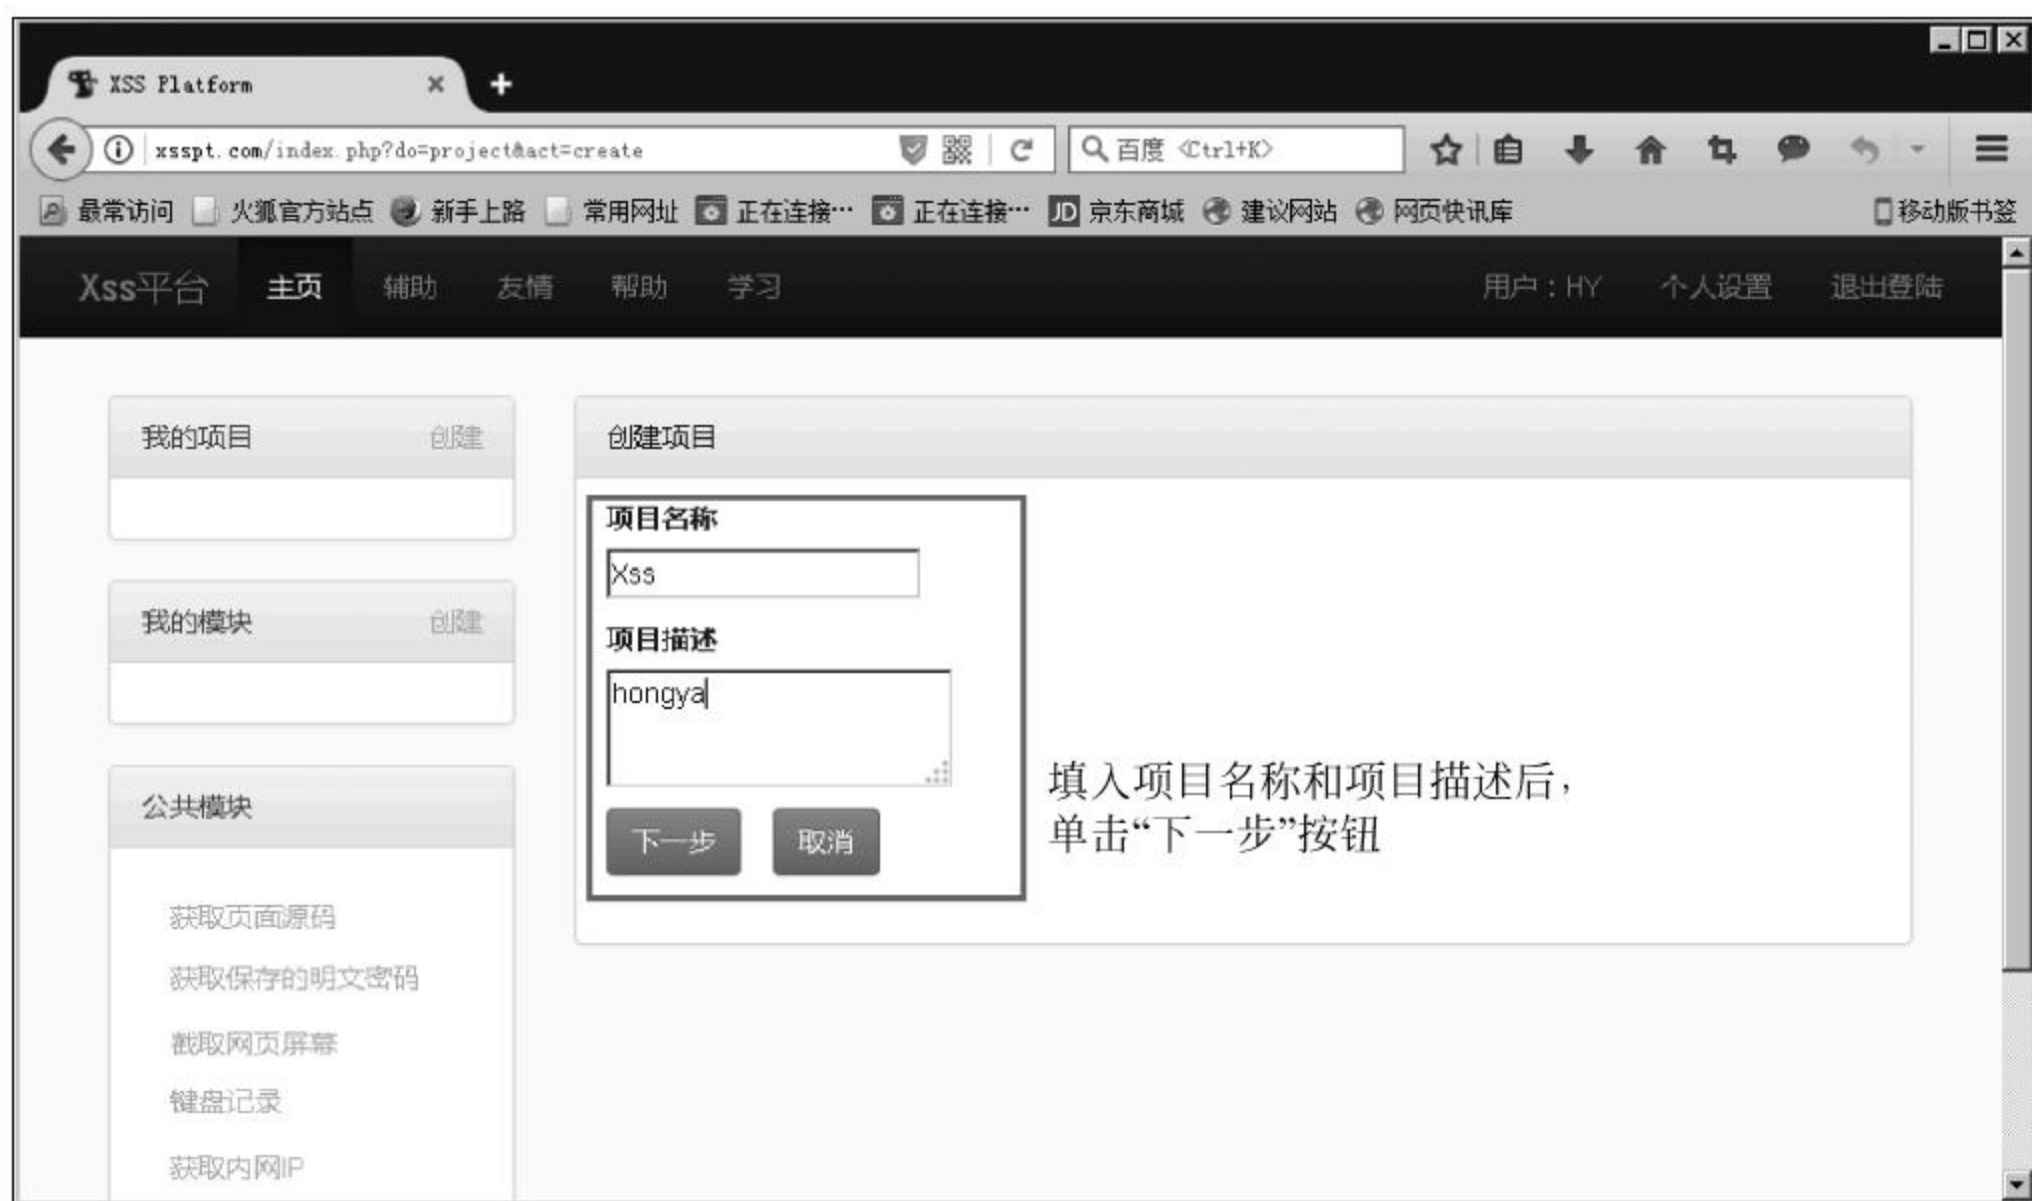 XSS Platform
xsspt.com/index.php?do=project&act=create
百度 <Ctrl+K>
最常访问 火狐官方站点 新手上路 常用网址 正在连接… 正在连接… JD 京东商城 建议网站 网页快讯库 移动版书签
Xss平台 主页 辅助 友情 帮助 学习 用户：HY 个人设置 退出登陆
我的项目 创建
创建项目
项目名称
Xss
我的模块 创建
项目描述
hongya
填入项目名称和项目描述后，
单击“下一步”按钮
公共模块
下一步 取消
获取页面源码
获取保存的明文密码
截取网页屏幕
键盘记录
获取内网IP